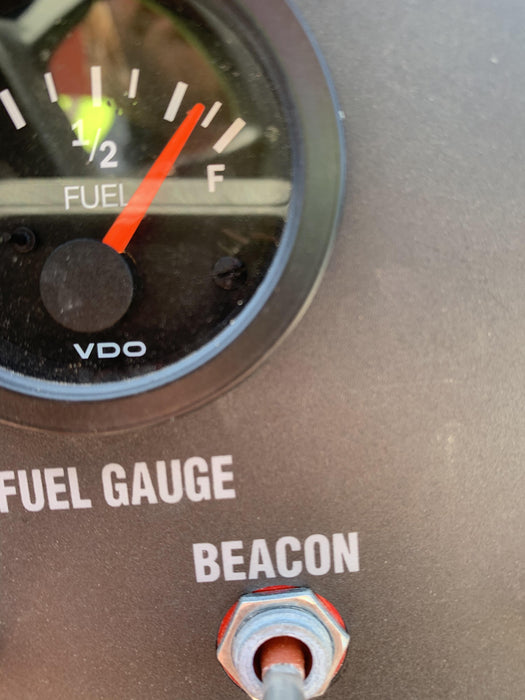 1/2
F
FUEL
VDO
FUEL GAUGE
BEACON